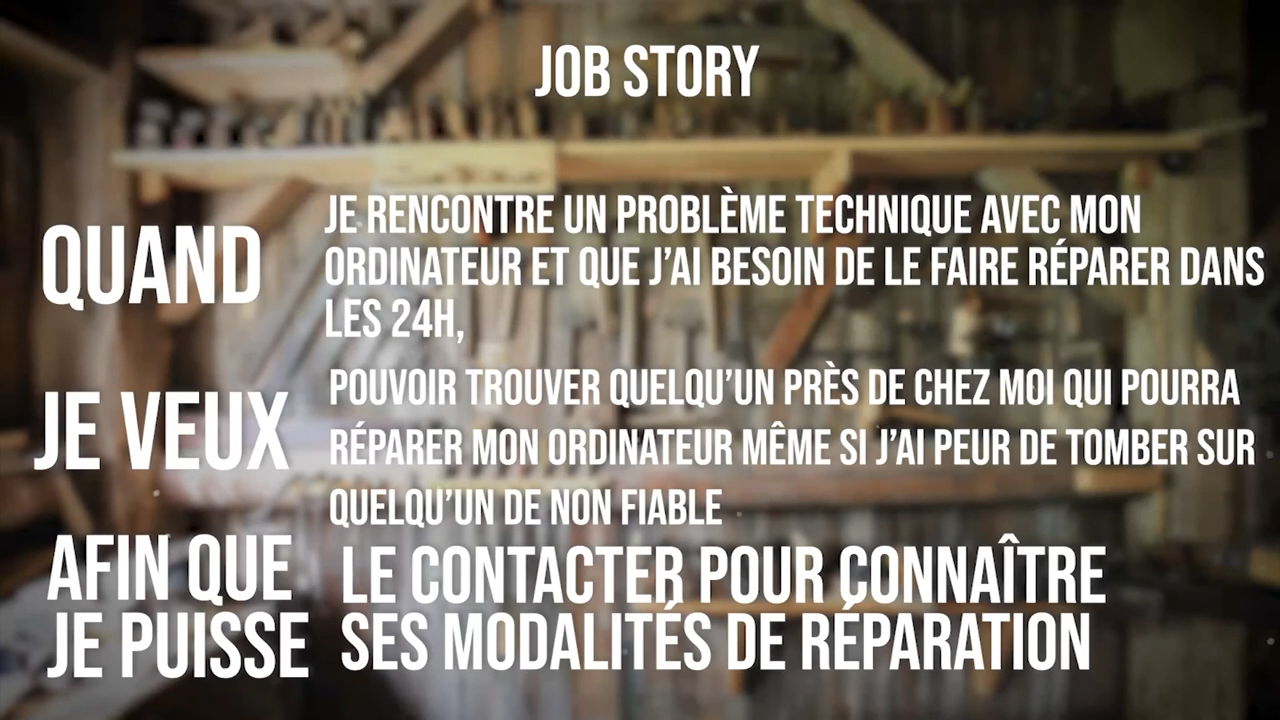 JOB STORY
QUAND
JE RENCONTRE UN PROBLÈME TECHNIQUE AVEC MON
ORDINATEUR ET QUE J'AI BESOIN DE LE FAIRE RÉPARER DANS
LES 24H,
JE VEUX
POUVOIR TROUVER QUELQU'UN PRÈS DE CHEZ MOI QUI POURRA
RÉPARER MON ORDINATEUR MÊME SI J'AI PEUR DE TOMBER SUR
QUELQU'UN DE NON FIABLE
AFIN QUE
JE PUISSE
LE CONTACTER POUR CONNAÎTRE
SES MODALITÉS DE RÉPARATION